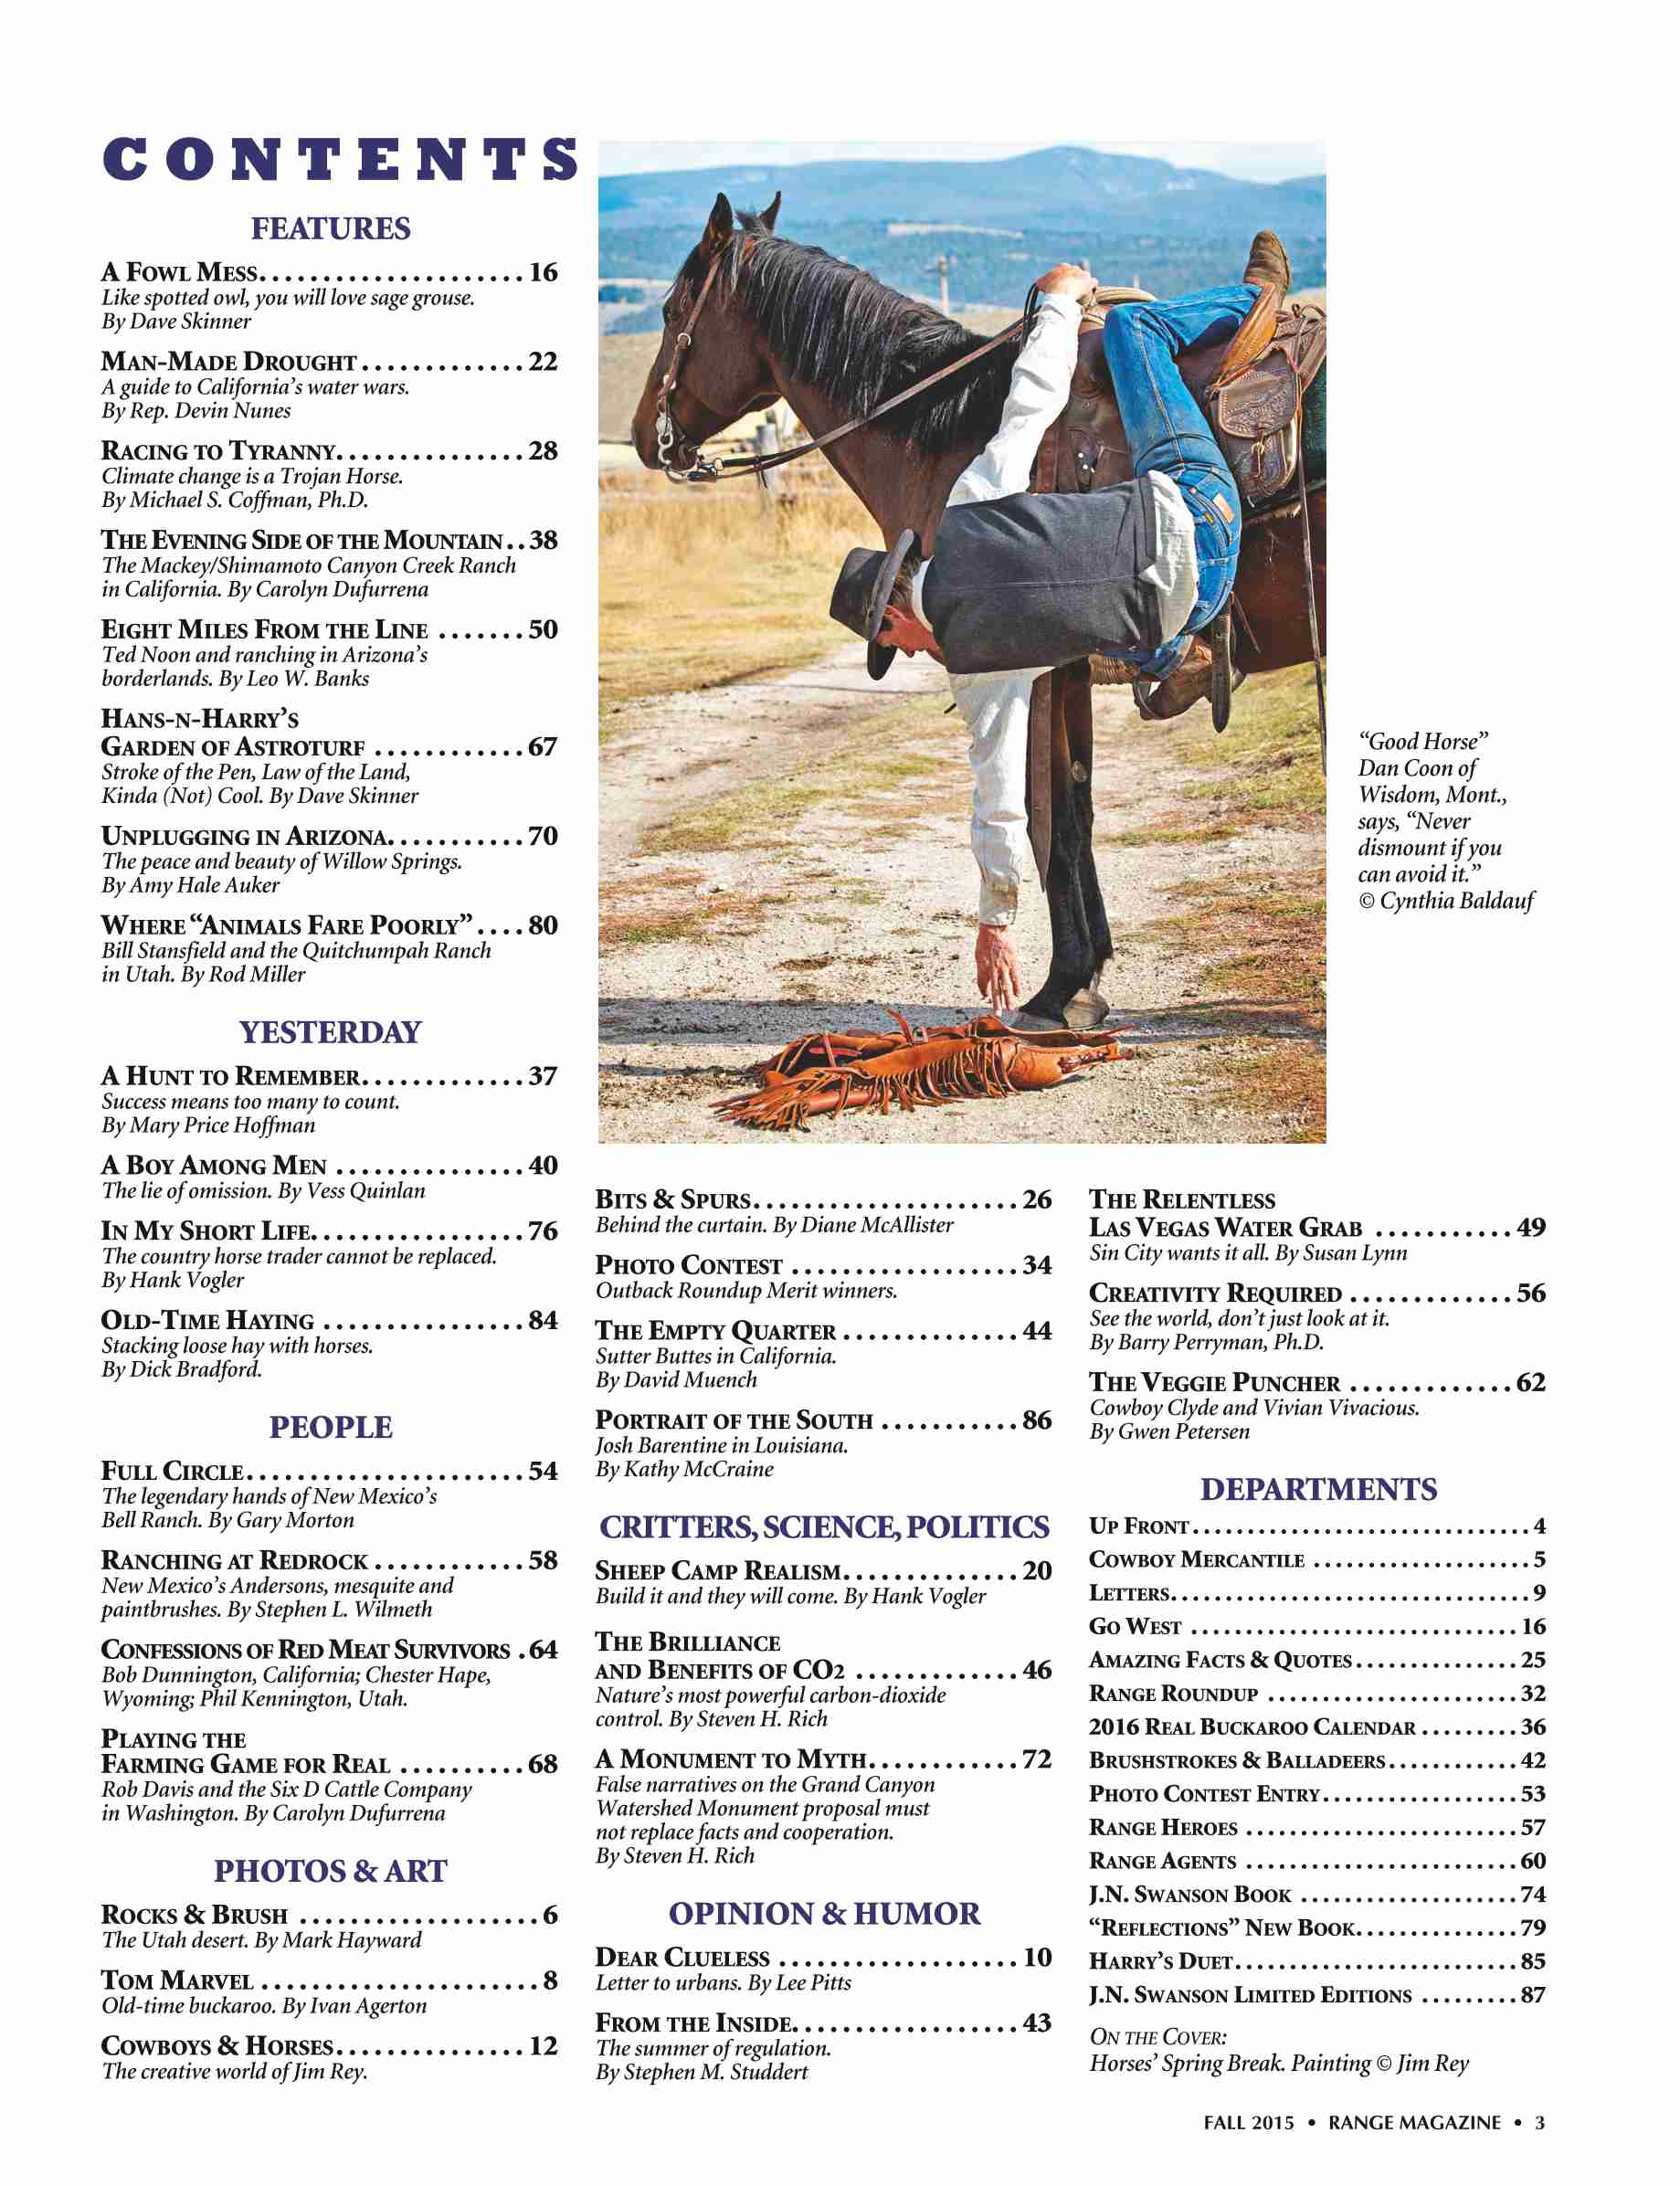 CONTENTS
FEATURES
A FOWL MESS.....................16
Like spotted owl, you will love sage grouse.
By Dave Skinner
MAN-MADE DROUGHT.............22
A guide to California's water wars.
By Rep. Devin Nunes
RACING TO TYRANNY...............28
Climate change is a Trojan Horse.
By Michael S. Coffman, Ph.D.
THE EVENING SIDE OF THE MOUNTAIN..38
The Mackey/Shimamoto Canyon Creek Ranch
in California. By Carolyn Dufurrena
EIGHT MILES FROM THE LINE .......50
Ted Noon and ranching in Arizona's
borderlands. By Leo W. Banks
HANS-N-HARRY'S
GARDEN OF ASTROTURF ............67
Stroke of the Pen, Law of the Land,
Kinda (Not) Cool. By Dave Skinner
UNPLUGGING IN ARIZONA...........70
The peace and beauty of Willow Springs.
By Amy Hale Auker
WHERE "ANIMALS FARE POORLY"....80
Bill Stansfield and the Quitchumpah Ranch
in Utah. By Rod Miller
YESTERDAY
A HUNT TO REMEMBER.............37
Success means too many to count.
By Mary Price Hoffman
A BOY AMONG MEN ...............40
The lie of omission. By Vess Quinlan
IN MY SHORT LIFE.................76
The country horse trader cannot be replaced.
By Hank Vogler
OLD-TIME HAYING ................84
Stacking loose hay with horses.
By Dick Bradford.
PEOPLE
FULL CIRCLE......................54
The legendary hands of New Mexico's
Bell Ranch. By Gary Morton
RANCHING AT REDROCK ............58
New Mexico's Andersons, mesquite and
paintbrushes. By Stephen L. Wilmeth
CONFESSIONS OF RED MEAT SURVIVORS .64
Bob Dunnington, California; Chester Hape,
Wyoming; Phil Kennington, Utah.
PLAYING THE
FARMING GAME FOR REAL ..........68
Rob Davis and the Six D Cattle Company
in Washington. By Carolyn Dufurrena
PHOTOS & ART
ROCKS & BRUSH ...................6
The Utah desert. By Mark Hayward
TOM MARVEL ......................8
Old-time buckaroo. By Ivan Agerton
COWBOYS & HORSES...............12
The creative world of Jim Rey.
"Good Horse"
Dan Coon of
Wisdom, Mont.,
says, "Never
dismount if you
can avoid it."
© Cynthia Baldauf
BITS & SPURS.....................26
Behind the curtain. By Diane McAllister
PHOTO CONTEST ..................34
Outback Roundup Merit winners.
THE EMPTY QUARTER ..............44
Sutter Buttes in California.
By David Muench
PORTRAIT OF THE SOUTH ...........86
Josh Barentine in Louisiana.
By Kathy McCraine
CRITTERS, SCIENCE, POLITICS
SHEEP CAMP REALISM..............20
Build it and they will come. By Hank Vogler
THE BRILLIANCE
AND BENEFITS OF CO2 .............46
Nature's most powerful carbon-dioxide
control. By Steven H. Rich
A MONUMENT TO MYTH............72
False narratives on the Grand Canyon
Watershed Monument proposal must
not replace facts and cooperation.
By Steven H. Rich
OPINION & HUMOR
DEAR CLUELESS ...................10
Letter to urbans. By Lee Pitts
FROM THE INSIDE..................43
The summer of regulation.
By Stephen M. Studdert
THE RELENTLESS
LAS VEGAS WATER GRAB ...........49
Sin City wants it all. By Susan Lynn
CREATIVITY REQUIRED .............56
See the world, don't just look at it.
By Barry Perryman, Ph.D.
THE VEGGIE PUNCHER .............62
Cowboy Clyde and Vivian Vivacious.
By Gwen Petersen
DEPARTMENTS
UP FRONT...............................4
COWBOY MERCANTILE ....................5
LETTERS.................................9
GO WEST ..............................16
AMAZING FACTS & QUOTES...............25
RANGE ROUNDUP .......................32
2016 REAL BUCKAROO CALENDAR .........36
BRUSHSTROKES & BALLADEERS............42
PHOTO CONTEST ENTRY..................53
RANGE HEROES .........................57
RANGE AGENTS .........................60
J.N. SWANSON BOOK ....................74
"REFLECTIONS" NEW BOOK...............79
HARRY'S DUET..........................85
J.N. SWANSON LIMITED EDITIONS .........87
ON THE COVER:
Horses' Spring Break. Painting © Jim Rey
FALL 2015 • RANGE MAGAZINE • 3